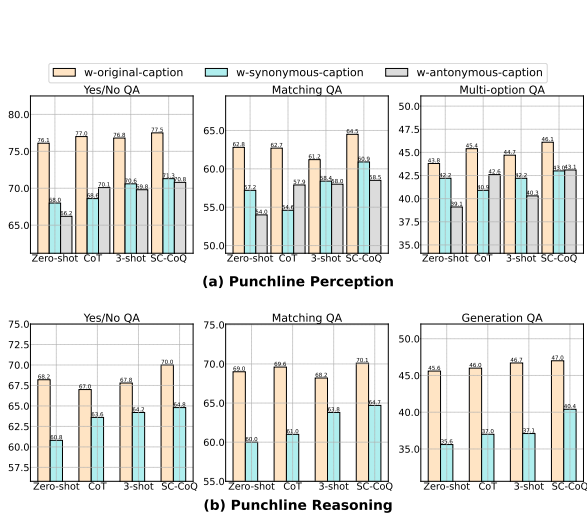 w-original-caption w-synonymous-caption w-antonymous-caption
Yes/No QA Matching QA Multi-option QA
80.0 75.0 70.0 65.0
76.1 68.0 66.2 77.0 68.6 70.1 76.8 70.6 69.8 77.5 71.3 70.8
Zero-shot CoT 3-shot SC-CoQ
65.0 60.0 55.0 50.0
62.8 57.2 54.0 62.7 54.6 57.9 61.2 58.4 58.0 64.5 60.9 58.5
Zero-shot CoT 3-shot SC-CoQ
50.0 47.5 45.0 42.5 40.0 37.5 35.0
43.8 42.2 39.1 45.4 40.9 42.6 44.7 42.2 40.3 46.1 43.0 43.1
Zero-shot CoT 3-shot SC-CoQ
(a) Punchline Perception
Yes/No QA Matching QA Generation QA
75.0 72.5 70.0 67.5 65.0 62.5 60.0 57.5
68.2 60.8 67.0 63.6 67.8 64.2 70.0 64.8
Zero-shot CoT 3-shot SC-CoQ
75.0 70.0 65.0 60.0 55.0
69.0 60.0 69.6 61.0 68.2 63.8 70.1 64.7
Zero-shot CoT 3-shot SC-CoQ
50.0 45.0 40.0 35.0
45.6 35.6 46.0 37.0 46.7 37.1 47.0 40.4
Zero-shot CoT 3-shot SC-CoQ
(b) Punchline Reasoning